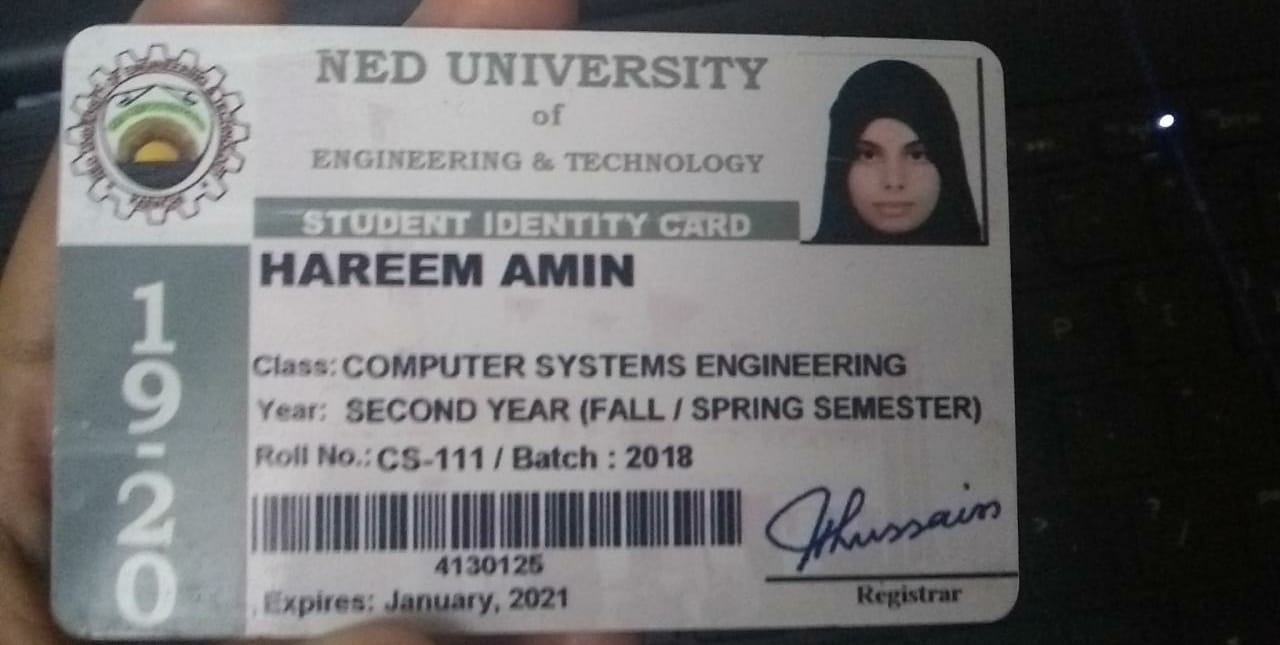 NED UNIVERSITY
of
ENGINEERING & TECHNOLOGY
STUDENT IDENTITY CARD
HAREEM AMIN
19-20
Class: COMPUTER SYSTEMS ENGINEERING
Year: SECOND YEAR (FALL / SPRING SEMESTER)
Roll No.: CS-111 / Batch : 2018
4130125
Expires: January, 2021
Hussain
Registrar